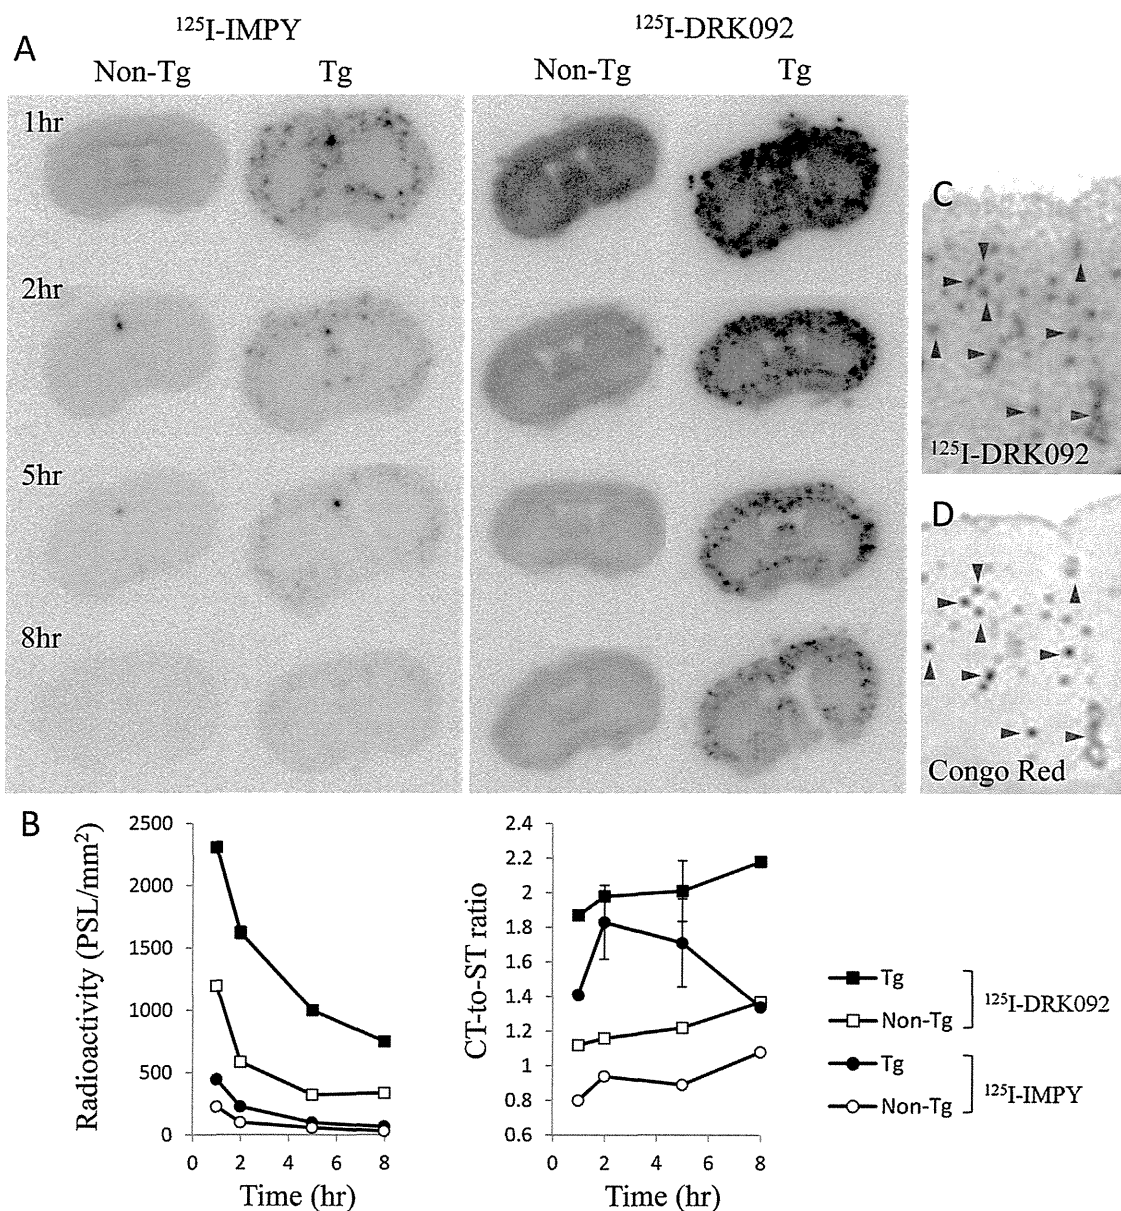 A
¹²⁵I-IMPY
¹²⁵I-DRK092
Non-Tg Tg Non-Tg Tg
1hr
2hr
5hr
8hr
C
¹²⁵I-DRK092
D
Congo Red
B
Radioactivity (PSL/mm²)
2500
2000
1500
1000
500
0
0 2 4 6 8
Time (hr)
CT-to-ST ratio
2.4
2.2
2
1.8
1.6
1.4
1.2
1
0.8
0.6
0 2 4 6 8
Time (hr)
Tg
Non-Tg
¹²⁵I-DRK092
Tg
Non-Tg
¹²⁵I-IMPY